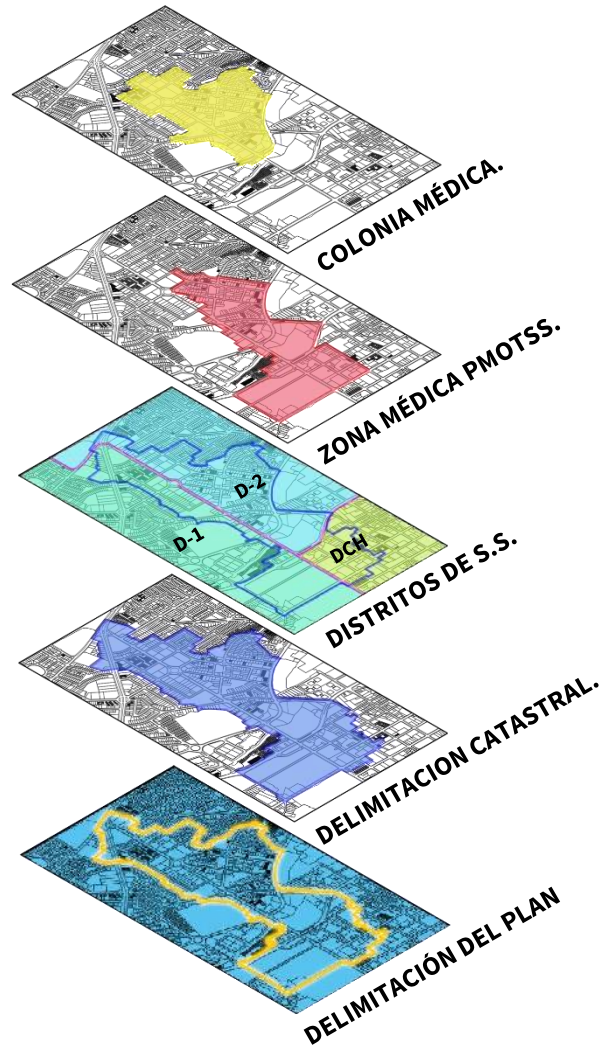 COLONIA MÉDICA.
ZONA MÉDICA PMOTSS.
D-2
D-1
DCH
DISTRITOS DE S.S.
DELIMITACION CATASTRAL.
DELIMITACIÓN DEL PLAN